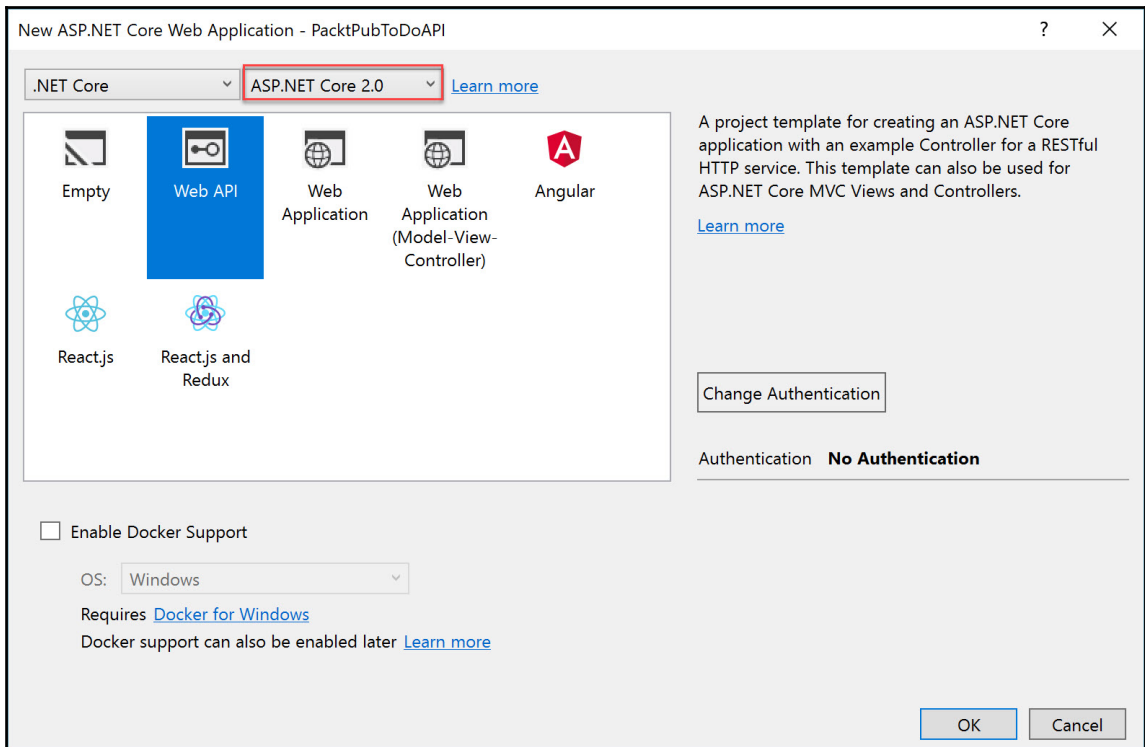 New ASP.NET Core Web Application - PacktPubToDoAPI
?
.NET Core
ASP.NET Core 2.0
Learn more
Empty
Web API
Web
Application
Web
Application
(Model-View-
Controller)
Angular
React.js
React.js and
Redux
A project template for creating an ASP.NET Core
application with an example Controller for a RESTful
HTTP service. This template can also be used for
ASP.NET Core MVC Views and Controllers.
Learn more
Change Authentication
Authentication No Authentication
Enable Docker Support
OS: Windows
Requires Docker for Windows
Docker support can also be enabled later Learn more
OK
Cancel